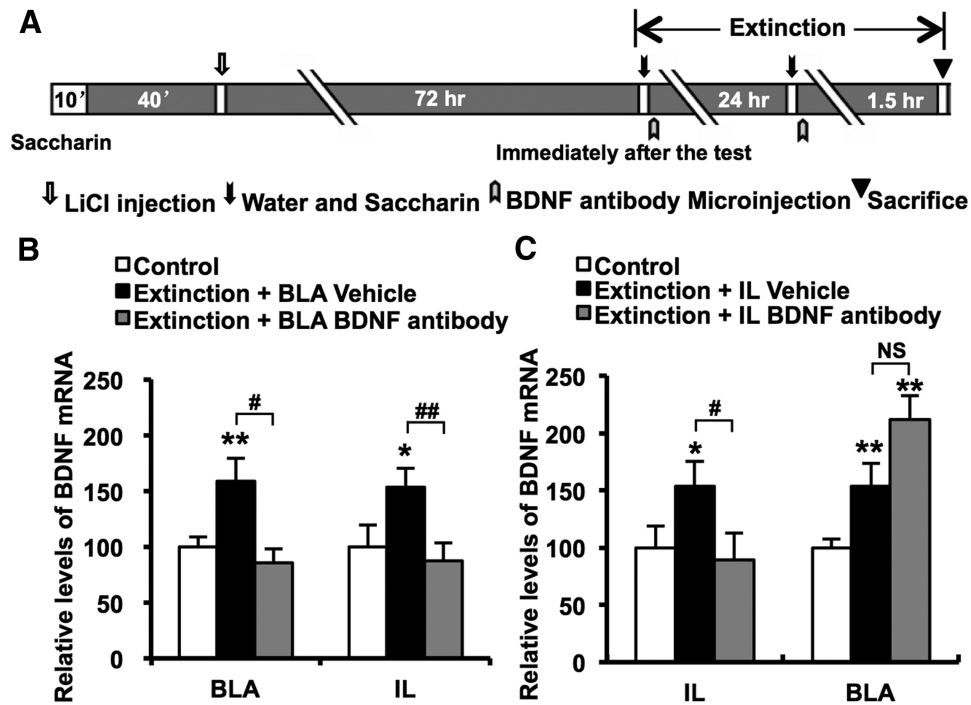 A
Extinction
10’ 40’ 72 hr 24 hr 1.5 hr
Saccharin
Immediately after the test
LiCl injection Water and Saccharin BDNF antibody Microinjection Sacrifice
B
Control
Extinction + BLA Vehicle
Extinction + BLA BDNF antibody
Relative levels of BDNF mRNA
250
200
150
100
50
0
**
#
*
##
BLA IL
C
Control
Extinction + IL Vehicle
Extinction + IL BDNF antibody
Relative levels of BDNF mRNA
250
200
150
100
50
0
*
#
**
NS
**
IL BLA